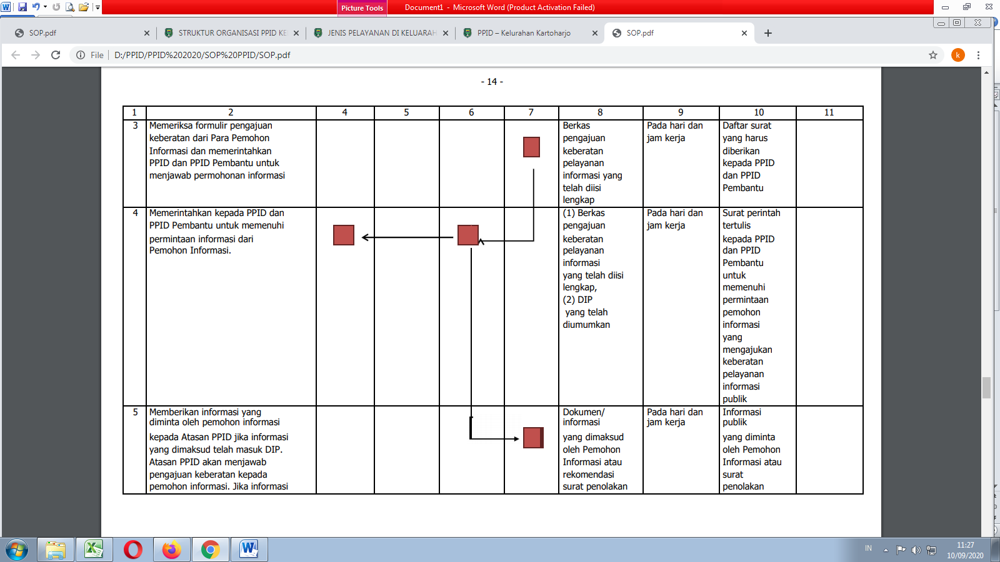 Picture Tools
Document1 - Microsoft Word (Product Activation Failed)
SOP.pdf
STRUKTUR ORGANISASI PPID KE
JENIS PELAYANAN DI KELURAH
PPID – Kelurahan Kartoharjo
SOP.pdf
File
D:/PPID/PPID%202020/SOP%20PPID/SOP.pdf
k
- 14 -
1 2 4 5 6 7 8 9 10 11
3
Memeriksa formulir pengajuan
keberatan dari Para Pemohon
Informasi dan memerintahkan
PPID dan PPID Pembantu untuk
menjawab permohonan informasi
Berkas
pengajuan
keberatan
pelayanan
informasi yang
telah diisi
lengkap
Pada hari dan
jam kerja
Daftar surat
yang harus
diberikan
kepada PPID
dan PPID
Pembantu
4
Memerintahkan kepada PPID dan
PPID Pembantu untuk memenuhi
permintaan informasi dari
Pemohon Informasi.
(1) Berkas
pengajuan
keberatan
pelayanan
informasi
yang telah diisi
lengkap,
(2) DIP
yang telah
diumumkan
Pada hari dan
jam kerja
Surat perintah
tertulis
kepada PPID
dan PPID
Pembantu
untuk
memenuhi
permintaan
pemohon
informasi
yang
mengajukan
keberatan
pelayanan
informasi
publik
5
Memberikan informasi yang
diminta oleh pemohon informasi
kepada Atasan PPID jika informasi
yang dimaksud telah masuk DIP.
Atasan PPID akan menjawab
pengajuan keberatan kepada
pemohon informasi. Jika informasi
Dokumen/
informasi
yang dimaksud
oleh Pemohon
Informasi atau
rekomendasi
surat penolakan
Pada hari dan
jam kerja
Informasi
publik
yang diminta
oleh Pemohon
Informasi atau
surat
penolakan
IN
11:27
10/09/2020